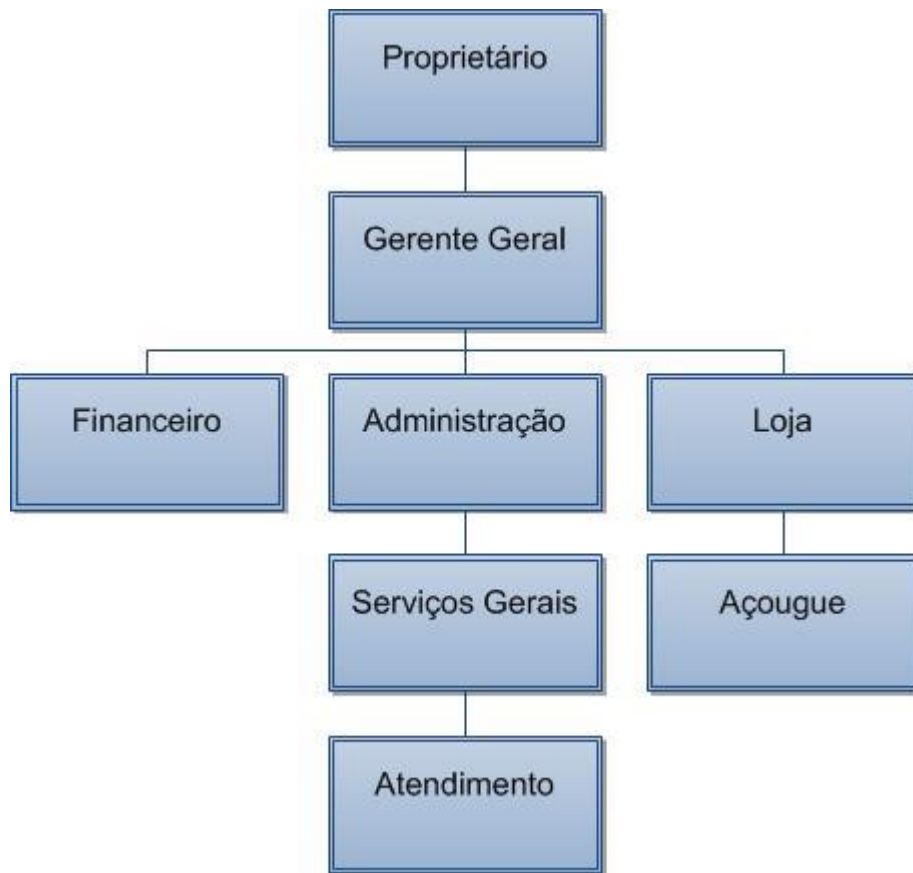 Proprietário
Gerente Geral
Financeiro
Administração
Loja
Serviços Gerais
Açougue
Atendimento